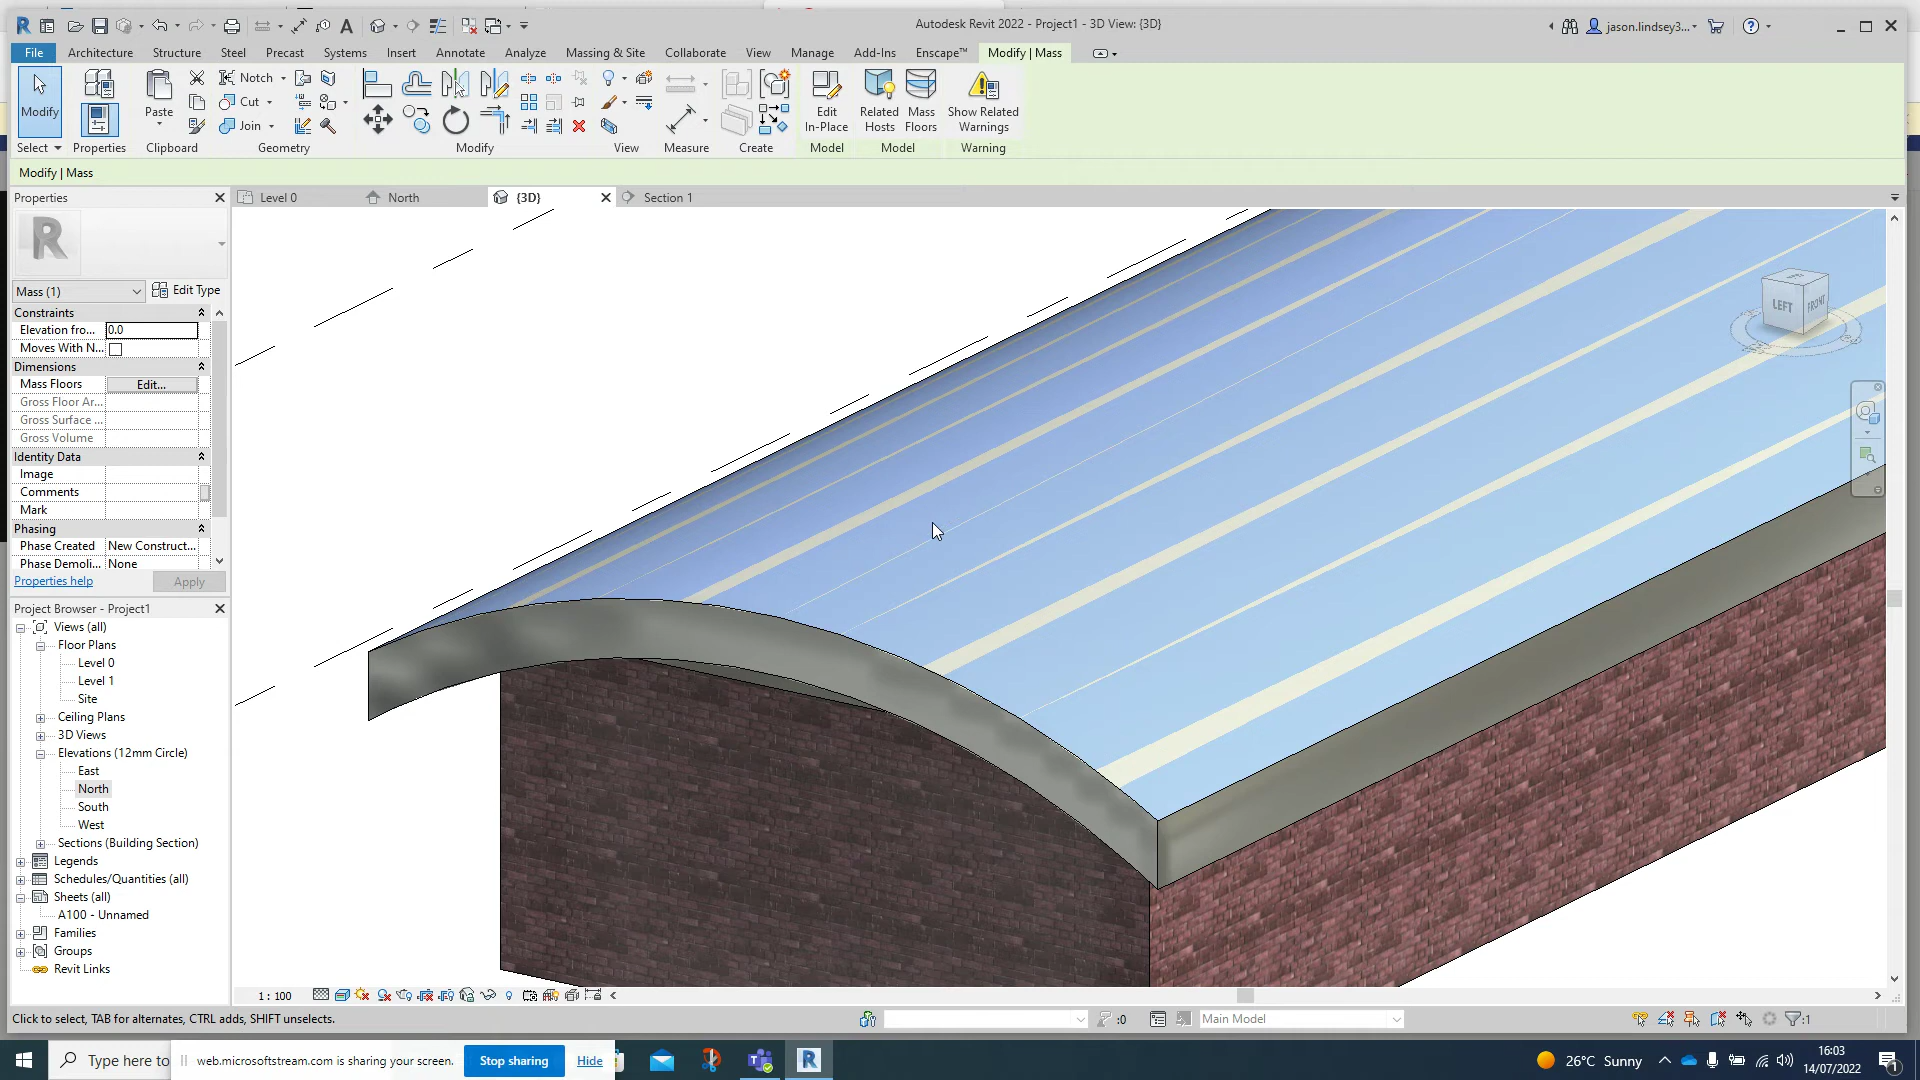 Autodesk Revit 2022 - Project1 - 3D View: {3D}
jason.lindsey3...
File Architecture Structure Steel Precast Systems Insert Annotate Analyze Massing & Site Collaborate View Manage Add-Ins Enscape™ Modify | Mass
Modify
Paste
Notch
Cut
Join
Edit In-Place
Related Hosts
Mass Floors
Show Related Warnings
Select Properties Clipboard Geometry Modify View Measure Create Model Model Warning
Modify | Mass
Properties
Level 0 North {3D} Section 1
R
Mass (1) Edit Type
Constraints
Elevation fro... 0.0
Moves With N...
Dimensions
Mass Floors Edit...
Gross Floor Ar...
Gross Surface ...
Gross Volume
Identity Data
Image
Comments
Mark
Phasing
Phase Created New Construct...
Phase Demoli... None
Properties help Apply
Project Browser - Project1
Views (all)
Floor Plans
Level 0
Level 1
Site
Ceiling Plans
3D Views
Elevations (12mm Circle)
East
North
South
West
Sections (Building Section)
Legends
Schedules/Quantities (all)
Sheets (all)
A100 - Unnamed
Families
Groups
Revit Links
LEFT FRONT
1 : 100
Click to select, TAB for alternates, CTRL adds, SHIFT unselects.
:0
Main Model
:1
Type here to
web.microsoftstream.com is sharing your screen. Stop sharing Hide
26°C Sunny
16:03
14/07/2022
1